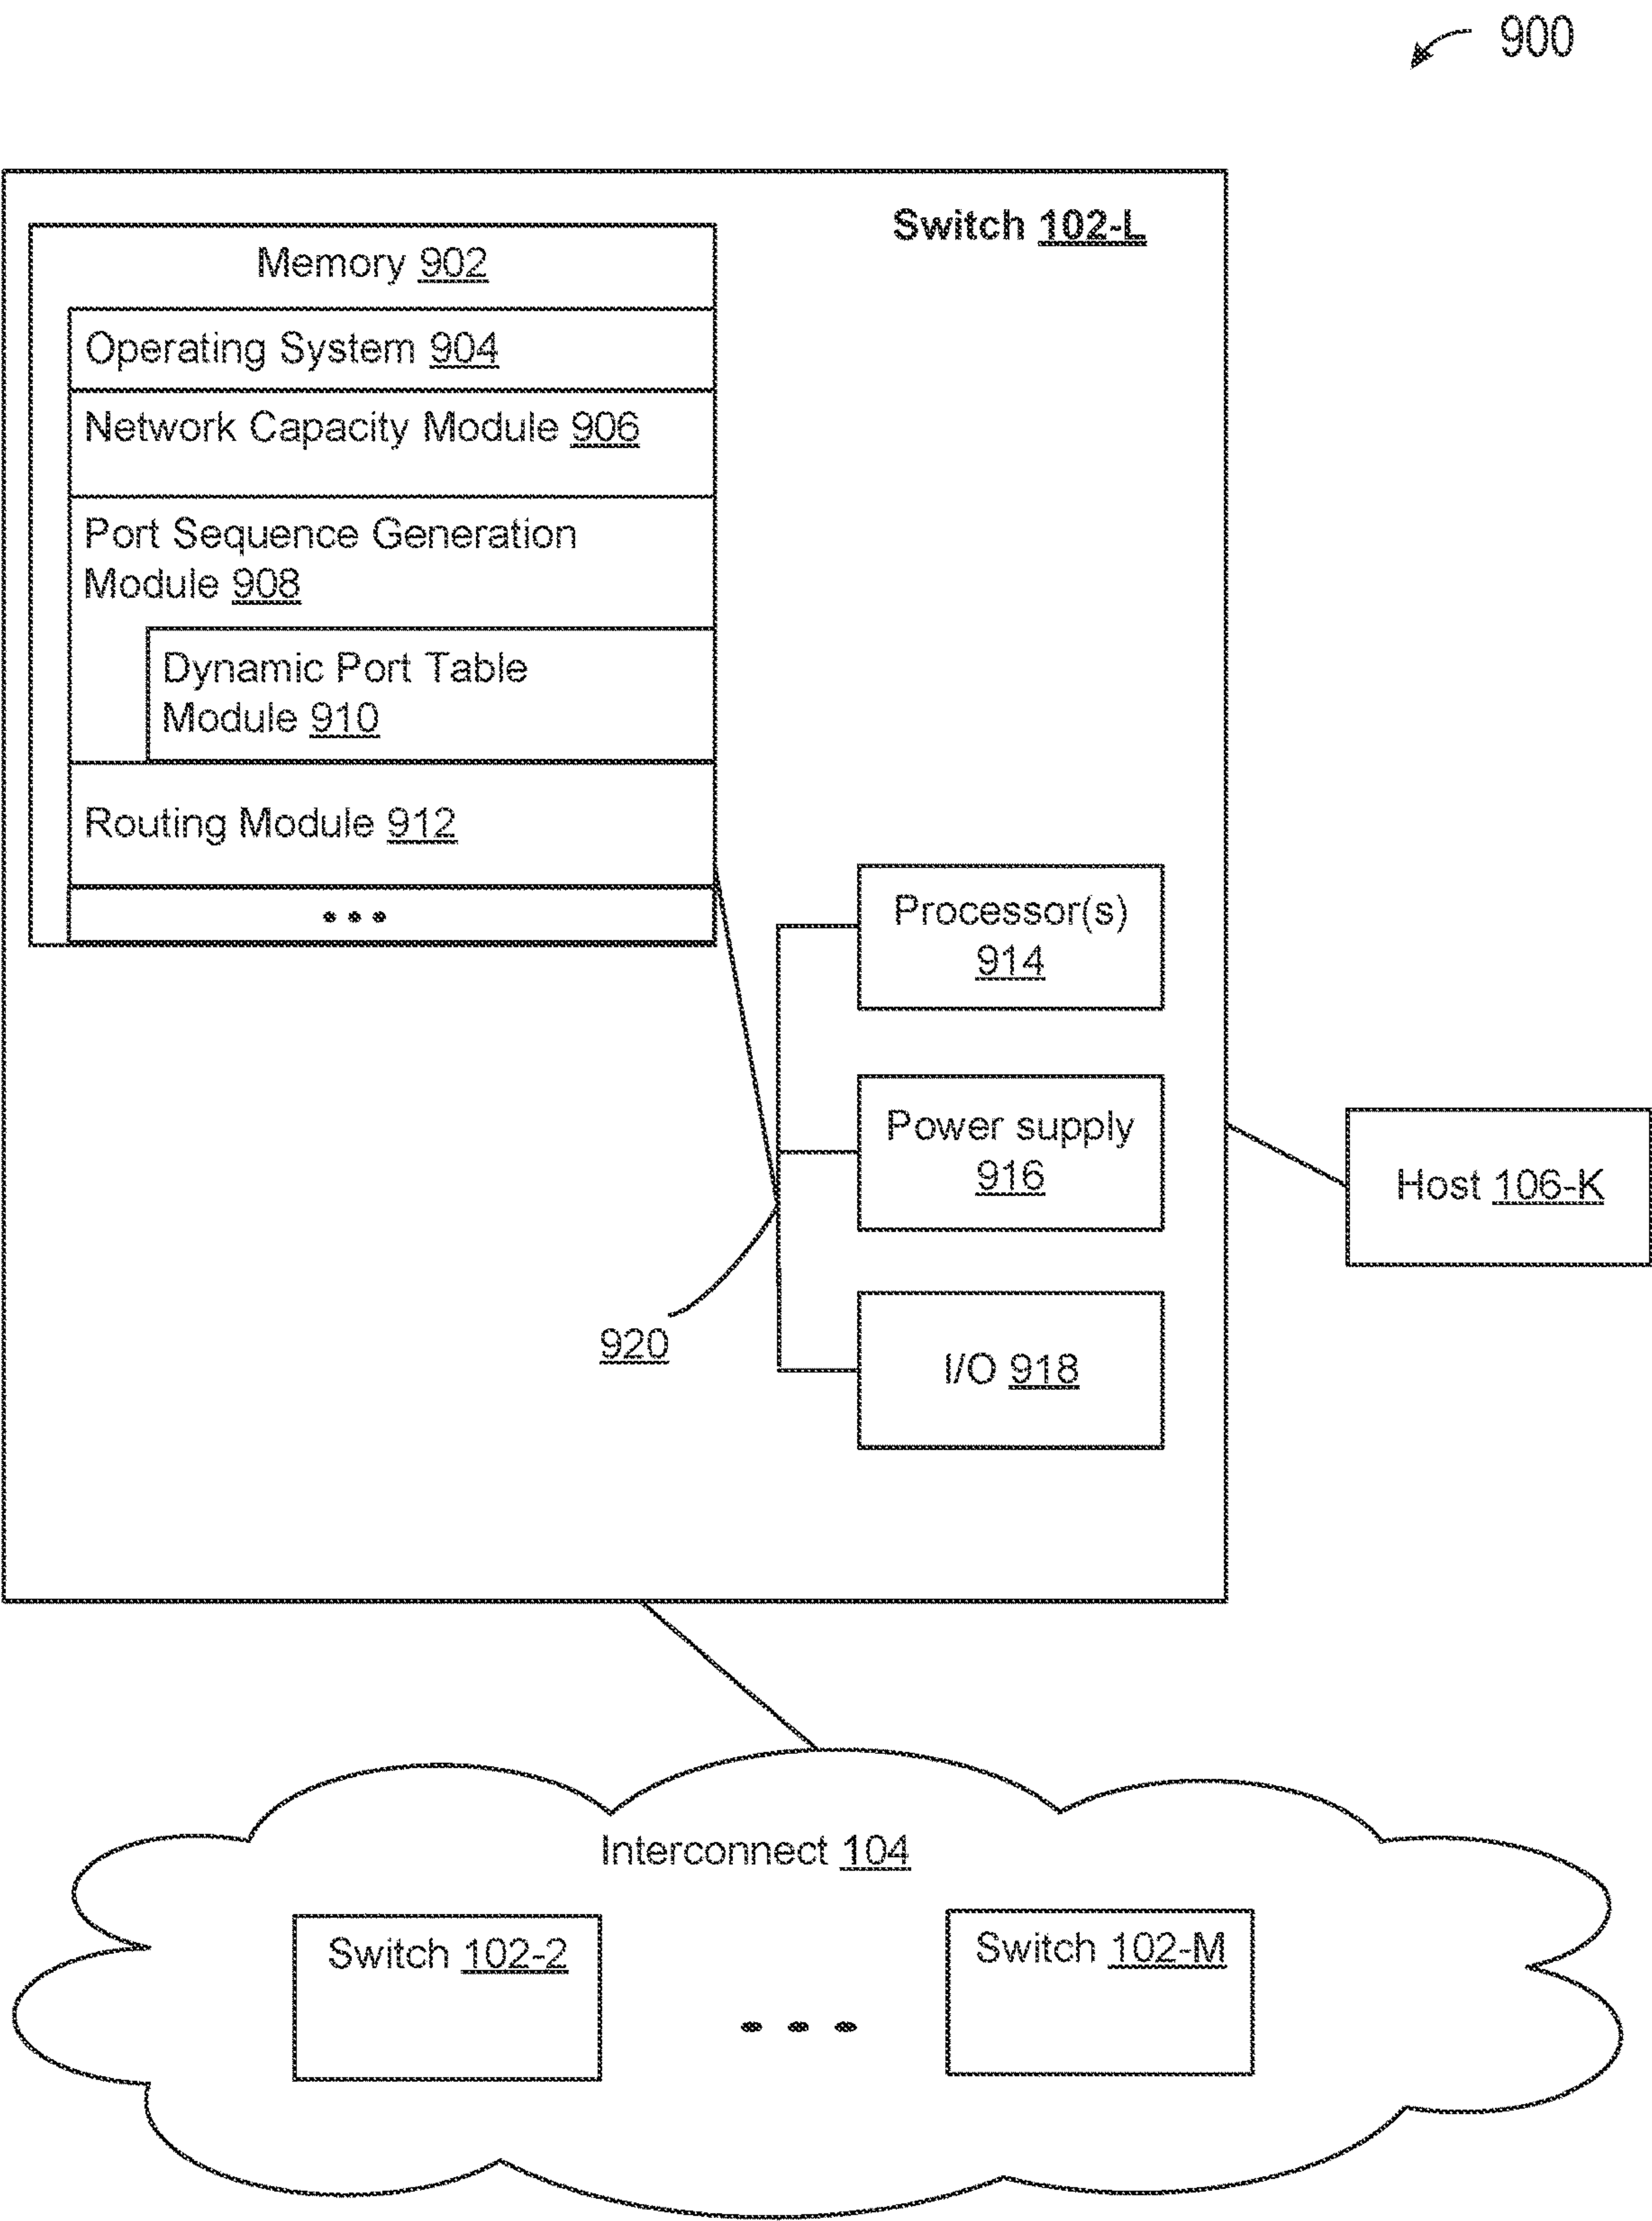 900
Switch 102-L
Memory 902
Operating System 904
Network Capacity Module 906
Port Sequence Generation
Module 908
Dynamic Port Table
Module 910
Routing Module 912
...
Processor(s)
914
Power supply
916
Host 106-K
920
I/O 918
Interconnect 104
Switch 102-2
...
Switch 102-M